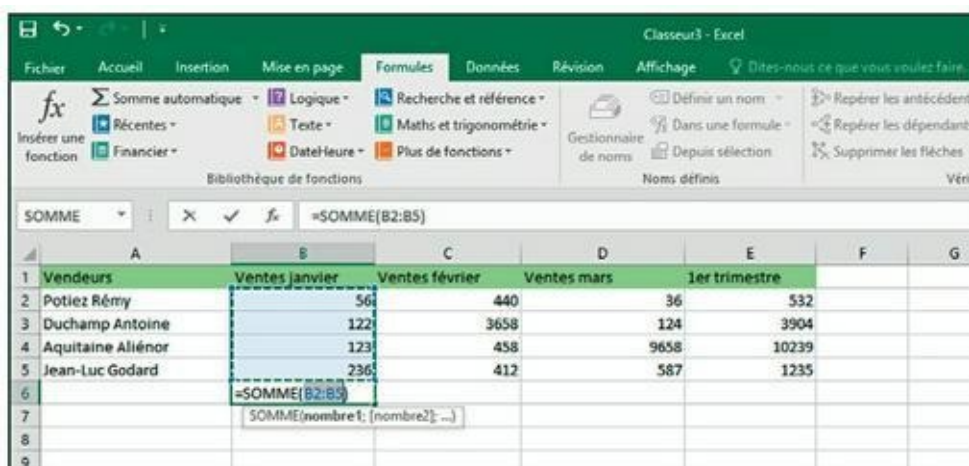 Classeur3 - Excel
Fichier Accueil Insertion Mise en page Formules Données Révision Affichage Dites-nous ce que vous voulez faire.
fx Σ Somme automatique Logique Recherche et référence Définir un nom Repérer les antécédent
Insérer une fonction Récentes Texte Maths et trigonométrie Gestionnaire de noms Dans une formule Repérer les dépendant
Financier DateHeure Plus de fonctions Depuis sélection Supprimer les flèches
Bibliothèque de fonctions Noms définis Véri
SOMME fx =SOMME(B2:B5)
A B C D E F G
1 Vendeurs Ventes janvier Ventes février Ventes mars 1er trimestre
2 Potiez Rémy 56 440 36 532
3 Duchamp Antoine 122 3658 124 3904
4 Aquitaine Aliénor 123 458 9658 10239
5 Jean-Luc Godard 236 412 587 1235
6 =SOMME(B2:B5)
7 SOMME(nombre1; [nombre2]; ...)
8
9